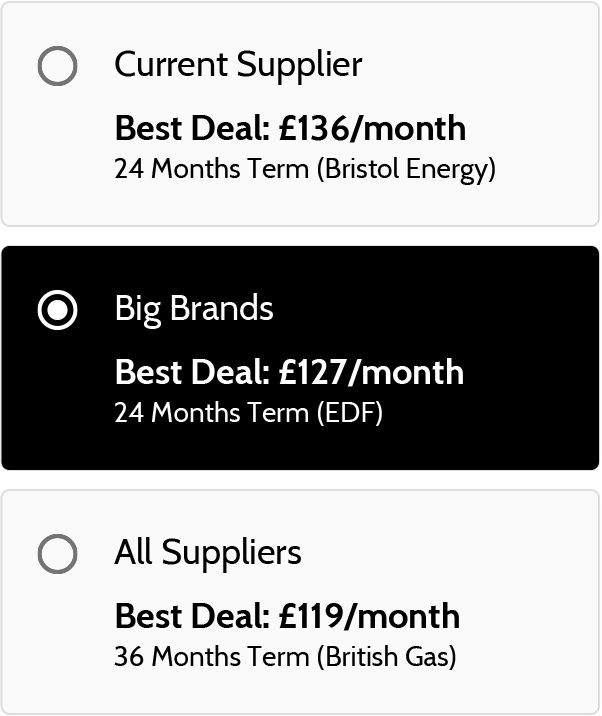 Current Supplier
Best Deal: £136/month
24 Months Term (Bristol Energy)
Big Brands
Best Deal: £127/month
24 Months Term (EDF)
All Suppliers
Best Deal: £119/month
36 Months Term (British Gas)